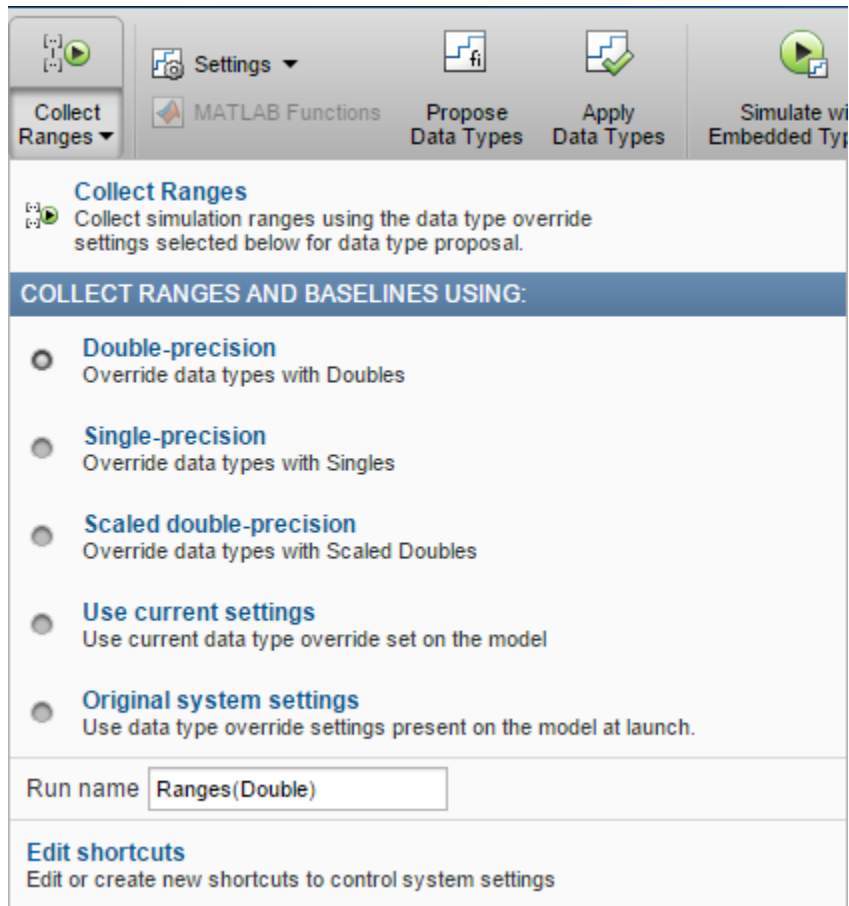 Collect
Ranges
Settings
MATLAB Functions
Propose
Data Types
Apply
Data Types
Simulate wi
Embedded Typ
Collect Ranges
Collect simulation ranges using the data type override
settings selected below for data type proposal.
COLLECT RANGES AND BASELINES USING:
Double-precision
Override data types with Doubles
Single-precision
Override data types with Singles
Scaled double-precision
Override data types with Scaled Doubles
Use current settings
Use current data type override set on the model
Original system settings
Use data type override settings present on the model at launch.
Run name Ranges(Double)
Edit shortcuts
Edit or create new shortcuts to control system settings